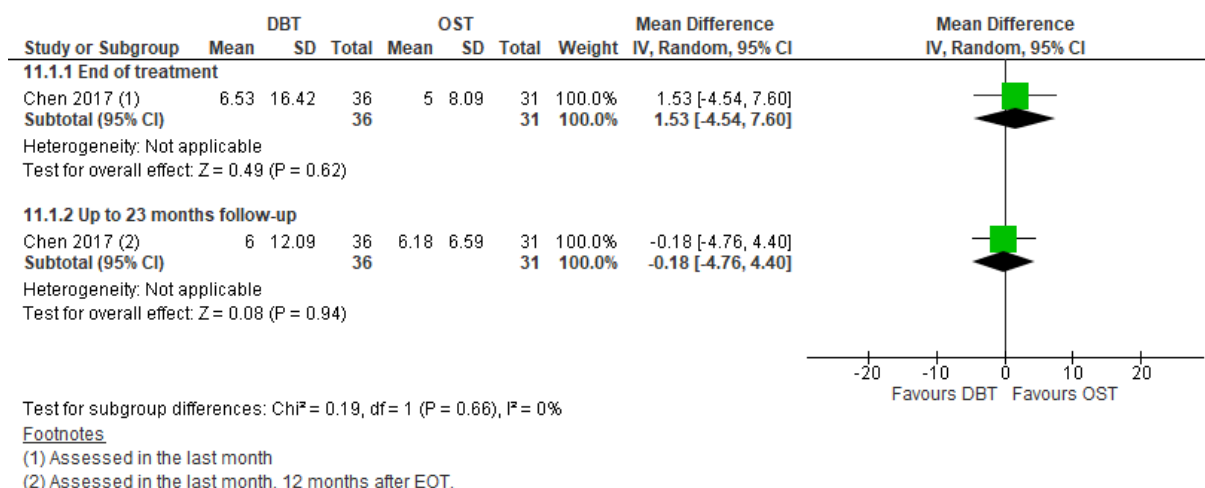 DBT OST Mean Difference Mean Difference
Study or Subgroup Mean SD Total Mean SD Total Weight IV, Random, 95% CI IV, Random, 95% CI
11.1.1 End of treatment
Chen 2017 (1) 6.53 16.42 36 5 8.09 31 100.0% 1.53 [-4.54, 7.60]
Subtotal (95% CI) 36 31 100.0% 1.53 [-4.54, 7.60]
Heterogeneity: Not applicable
Test for overall effect: Z = 0.49 (P = 0.62)
11.1.2 Up to 23 months follow-up
Chen 2017 (2) 6 12.09 36 6.18 6.59 31 100.0% -0.18 [-4.76, 4.40]
Subtotal (95% CI) 36 31 100.0% -0.18 [-4.76, 4.40]
Heterogeneity: Not applicable
Test for overall effect: Z = 0.08 (P = 0.94)
-20 -10 0 10 20
Favours DBT Favours OST
Test for subgroup differences: Chi² = 0.19, df = 1 (P = 0.66), I² = 0%
Footnotes
(1) Assessed in the last month
(2) Assessed in the last month, 12 months after EOT.